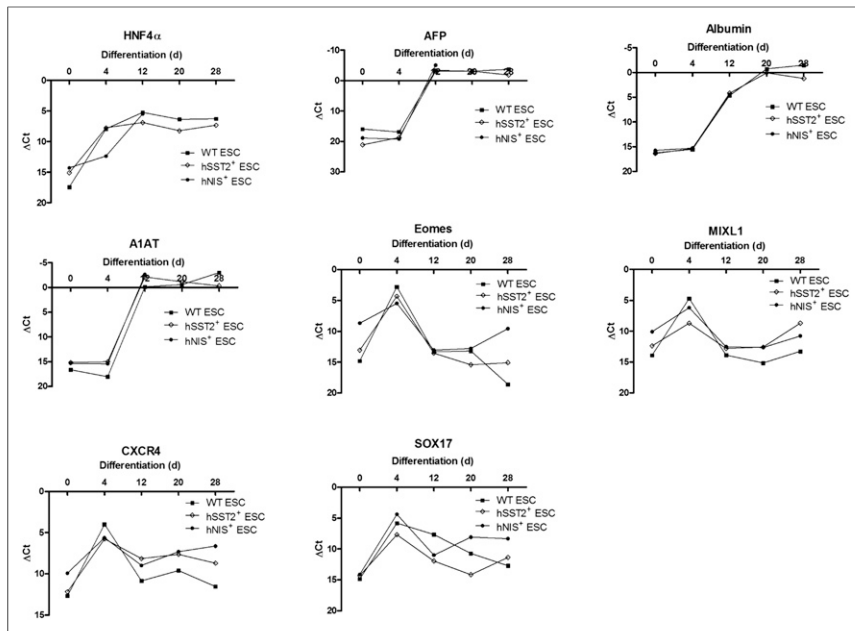 HNF4α
Differentiation (d)
0 4 12 20 28
0
5
10
15
20
ΔCt
WT ESC
hSST2⁺ ESC
hNIS⁺ ESC
AFP
Differentiation (d)
-10
0 4 12 20 28
0
10
20
30
ΔCt
WT ESC
hSST2⁺ ESC
hNIS⁺ ESC
Albumin
Differentiation (d)
-5
0 4 12 20 28
0
5
10
15
20
ΔCt
WT ESC
hSST2⁺ ESC
hNIS⁺ ESC
A1AT
Differentiation (d)
-5
0 4 12 20 28
0
5
10
15
20
ΔCt
WT ESC
hSST2⁺ ESC
hNIS⁺ ESC
Eomes
Differentiation (d)
0 4 12 20 28
0
5
10
15
20
ΔCt
WT ESC
hSST2⁺ ESC
hNIS⁺ ESC
MIXL1
Differentiation (d)
0 4 12 20 28
0
5
10
15
20
ΔCt
WT ESC
hSST2⁺ ESC
hNIS⁺ ESC
CXCR4
Differentiation (d)
0 4 12 20 28
0
5
10
15
ΔCt
WT ESC
hSST2⁺ ESC
hNIS⁺ ESC
SOX17
Differentiation (d)
0 4 12 20 28
0
5
10
15
20
ΔCt
WT ESC
hSST2⁺ ESC
hNIS⁺ ESC